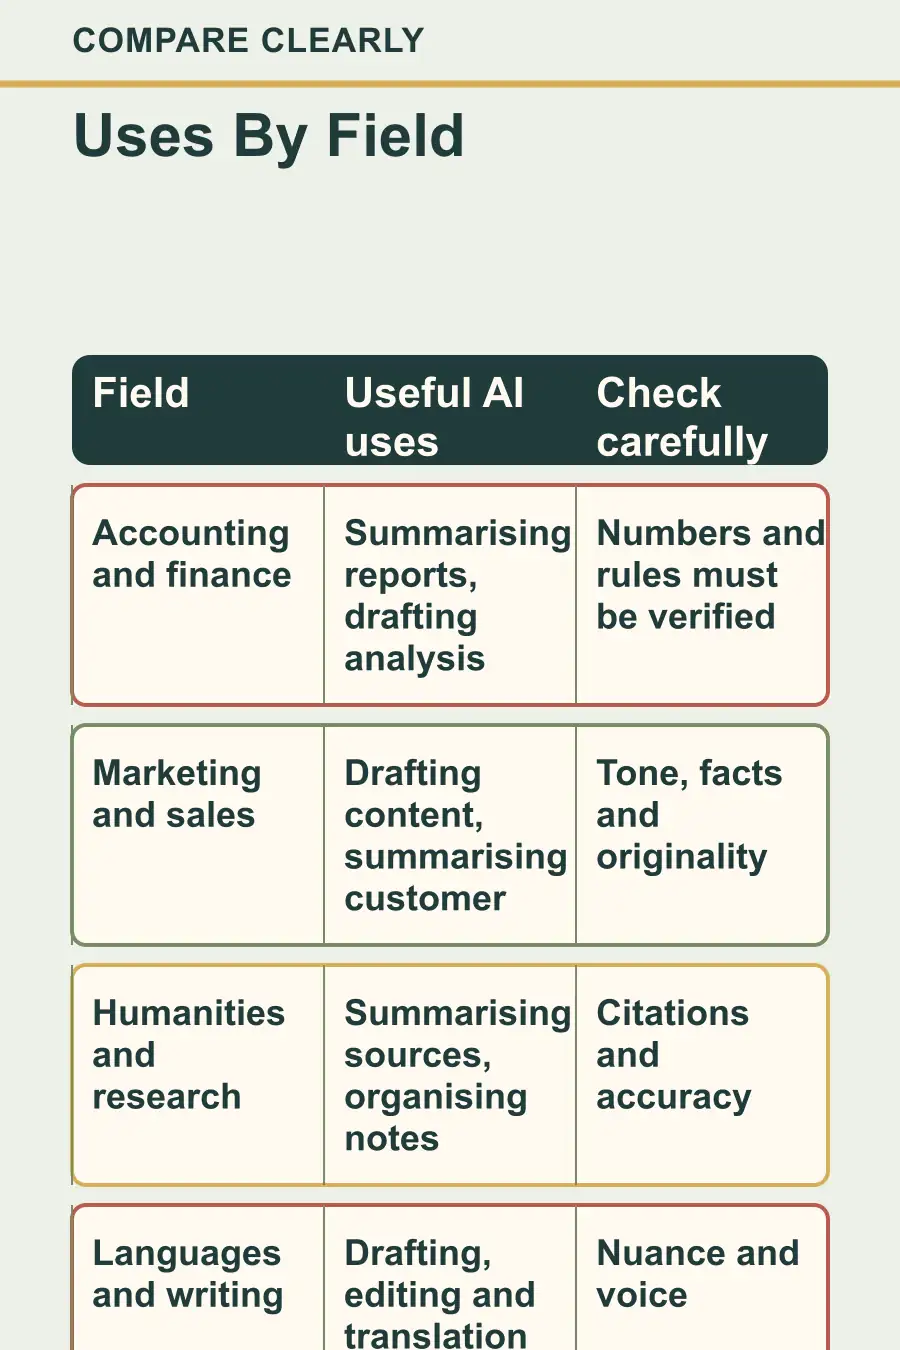 COMPARE CLEARLY
Uses By Field
Field
Useful AI
uses
Check
carefully
Accounting
and finance
Summarising
reports,
drafting
analysis
Numbers and
rules must
be verified
Marketing
and sales
Drafting
content,
summarising
customer
Tone, facts
and
originality
Humanities
and
research
Summarising
sources,
organising
notes
Citations
and
accuracy
Languages
and writing
Drafting,
editing and
translation
Nuance and
voice